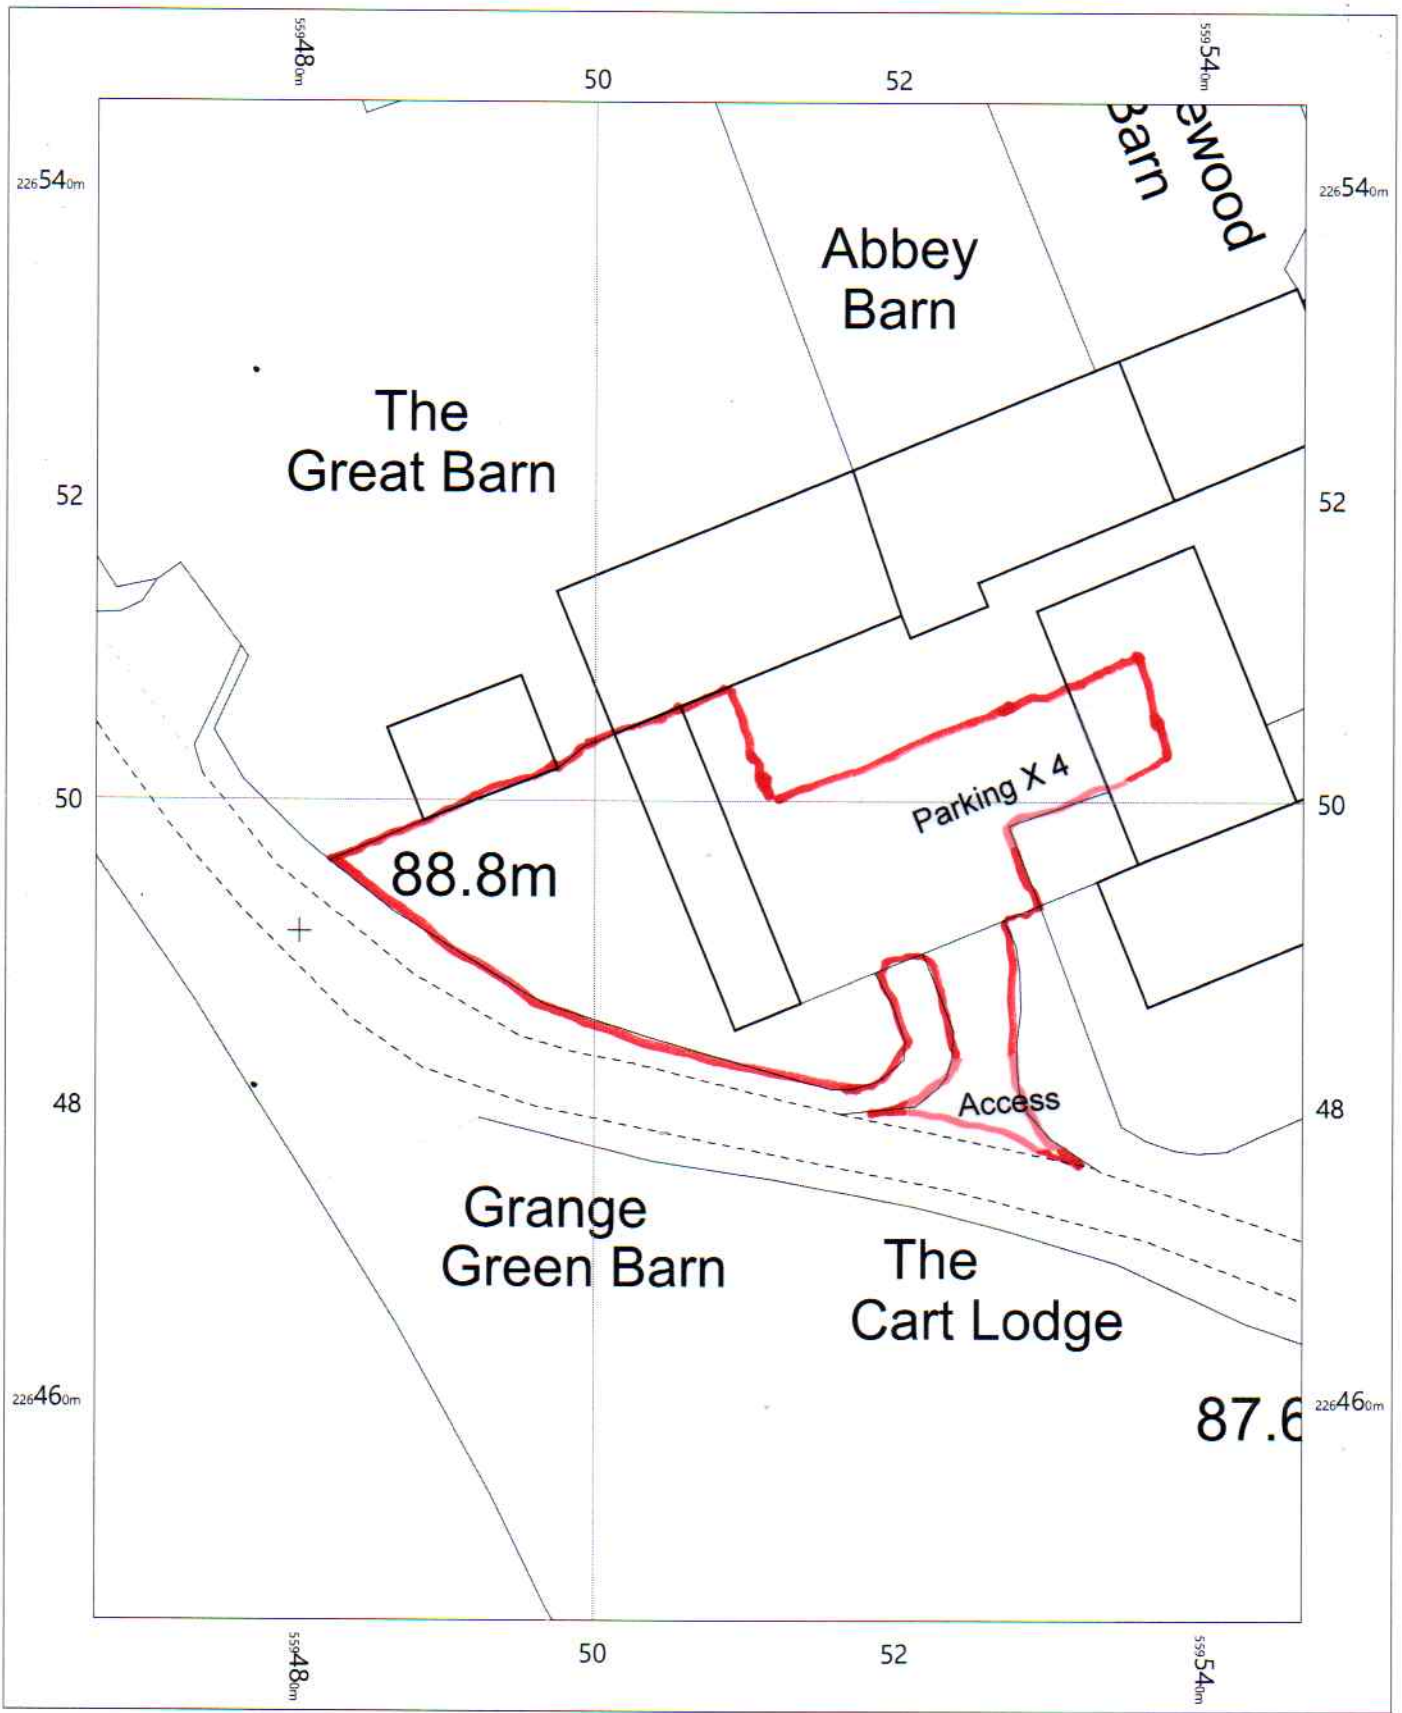 559480m
50
52
559540m
226540m
ewood
Barn
226540m
Abbey
Barn
The
Great Barn
52
52
Parking X 4
50
50
88.8m
48
Access
48
Grange
Green Barn
The
Cart Lodge
226460m
87.6
226460m
559480m
50
52
559540m